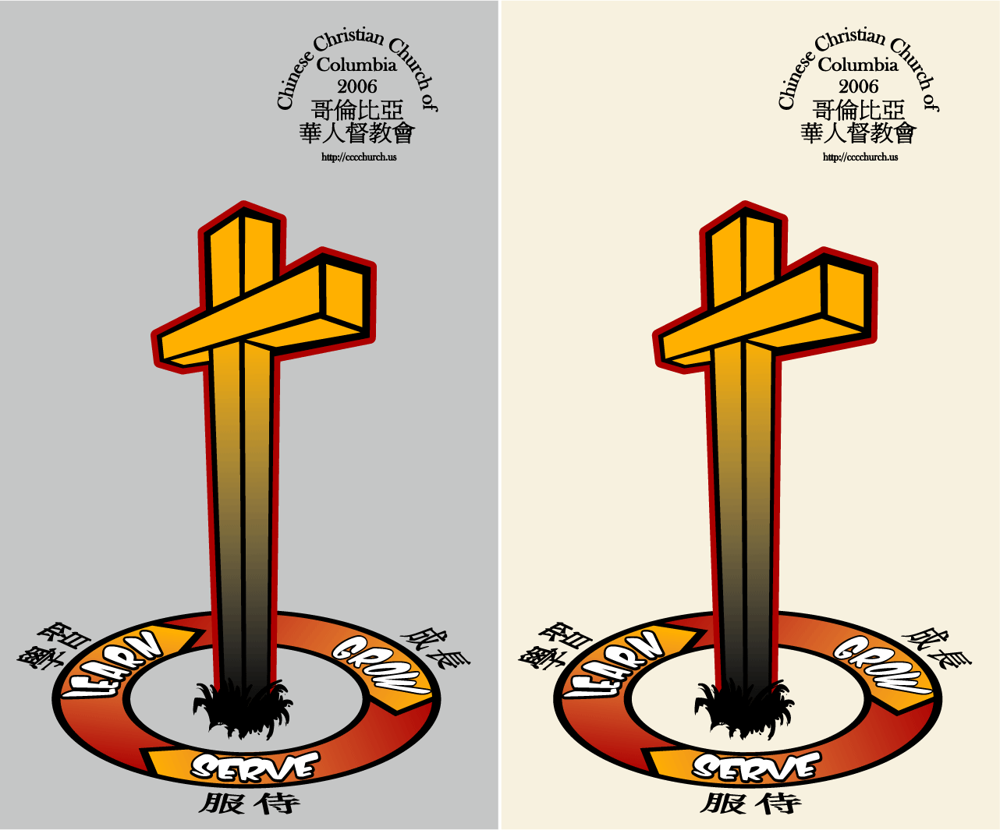 Chinese Christian Church of
Columbia
2006
哥倫比亞
華人督教會
http://cccchurch.us
學習
LEARN
GROW
成長
SERVE
服侍
Chinese Christian Church of
Columbia
2006
哥倫比亞
華人督教會
http://cccchurch.us
學習
LEARN
GROW
成長
SERVE
服侍